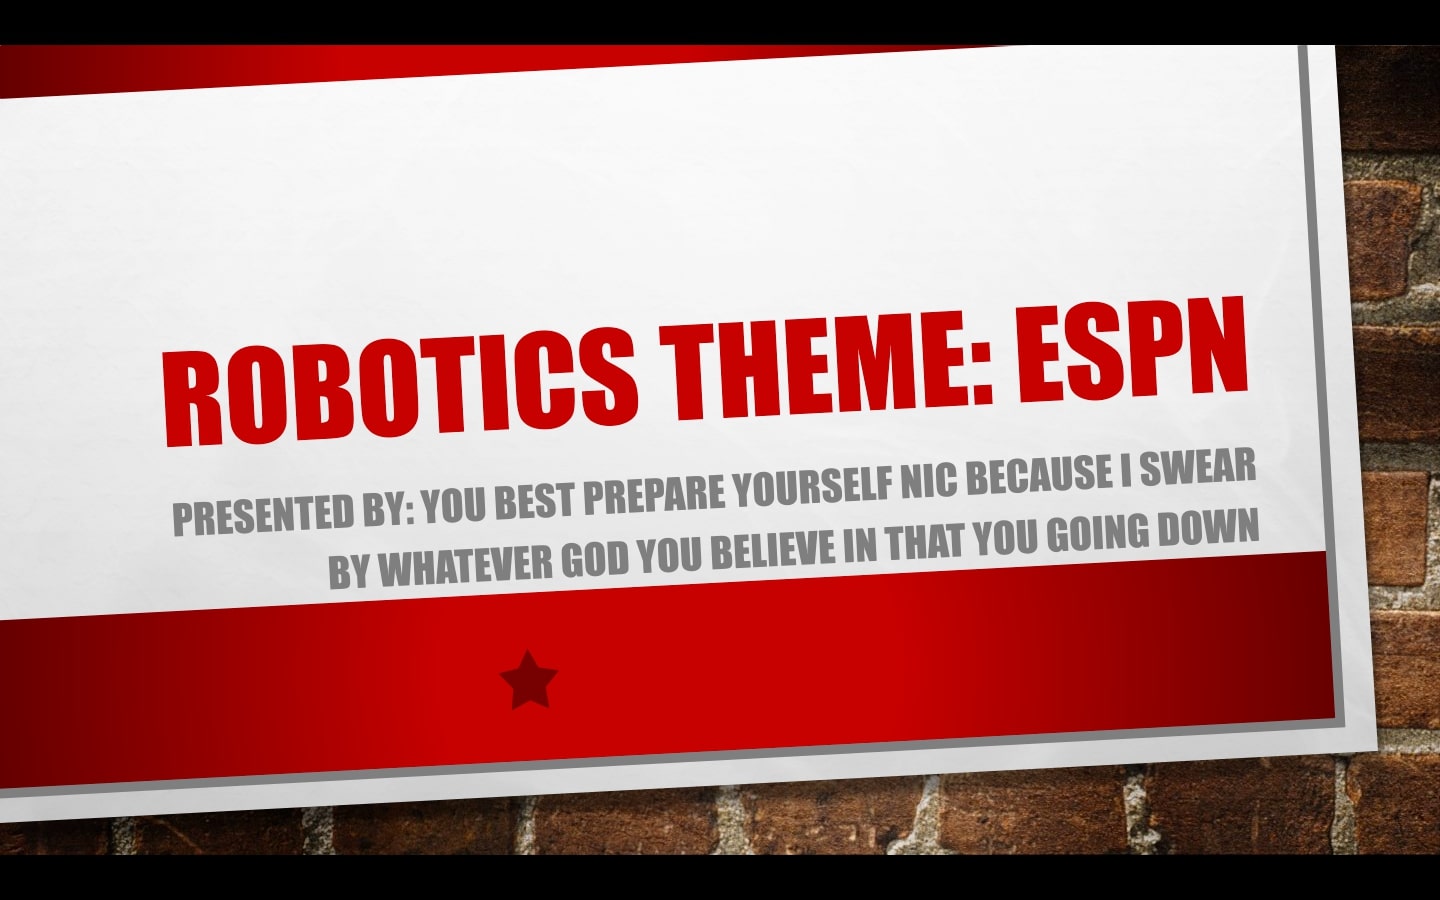 ROBOTICS THEME: ESPN
PRESENTED BY: YOU BEST PREPARE YOURSELF NIC BECAUSE I SWEAR
BY WHATEVER GOD YOU BELIEVE IN THAT YOU GOING DOWN